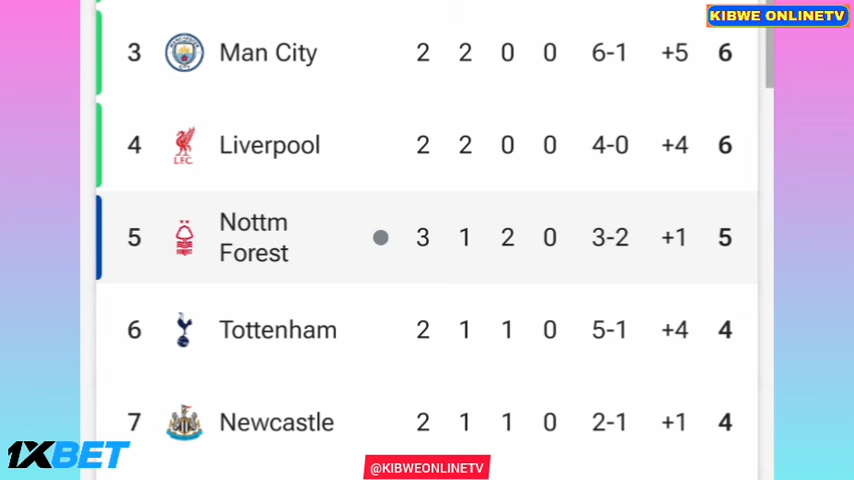 KIBWE ONLINETV
3 Man City 2 2 0 0 6-1 +5 6
4 Liverpool 2 2 0 0 4-0 +4 6
L.F.C.
Nottm
5 3 1 2 0 3-2 +1 5
Forest
6 Tottenham 2 1 1 0 5-1 +4 4
7 Newcastle 2 1 1 0 2-1 +1 4
1XBET
@KIBWEONLINETV